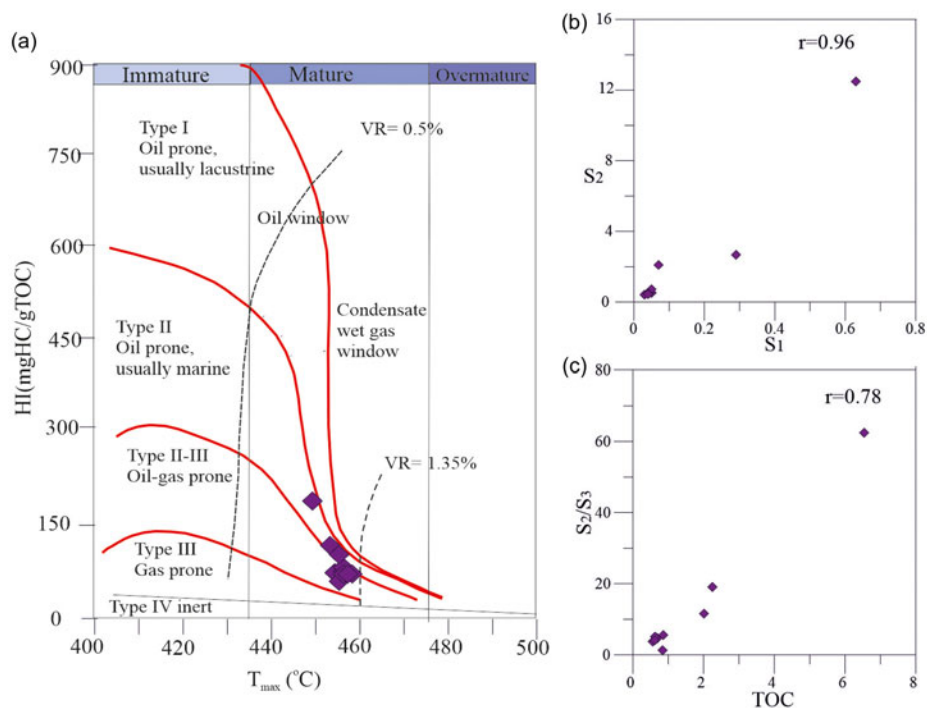 (a)
Immature
Mature
Overmature
900
750
600
450
300
150
0
HI(mgHC/gTOC)
Type I
Oil prone,
usually lacustrine
VR= 0.5%
Oil window
Type II
Oil prone,
usually marine
Condensate
wet gas
window
Type II-III
Oil-gas prone
VR= 1.35%
Type III
Gas prone
Type IV inert
400 420 440 460 480 500
Tmax (°C)
(b)
r=0.96
16
12
8
4
0
S2
0 0.2 0.4 0.6 0.8
S1
(c)
r=0.78
80
60
40
20
0
S2/S3
0 2 4 6 8
TOC